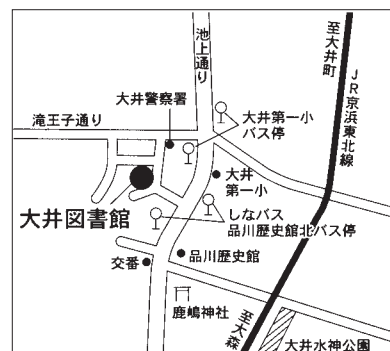 池上通り
至大井町
JR京浜東北線
大井警察署
滝王子通り
大井第一小
バス停
大井
第一小
大井図書館
しなバス
品川歴史館北バス停
交番
品川歴史館
鹿嶋神社
至大森
大井水神公園